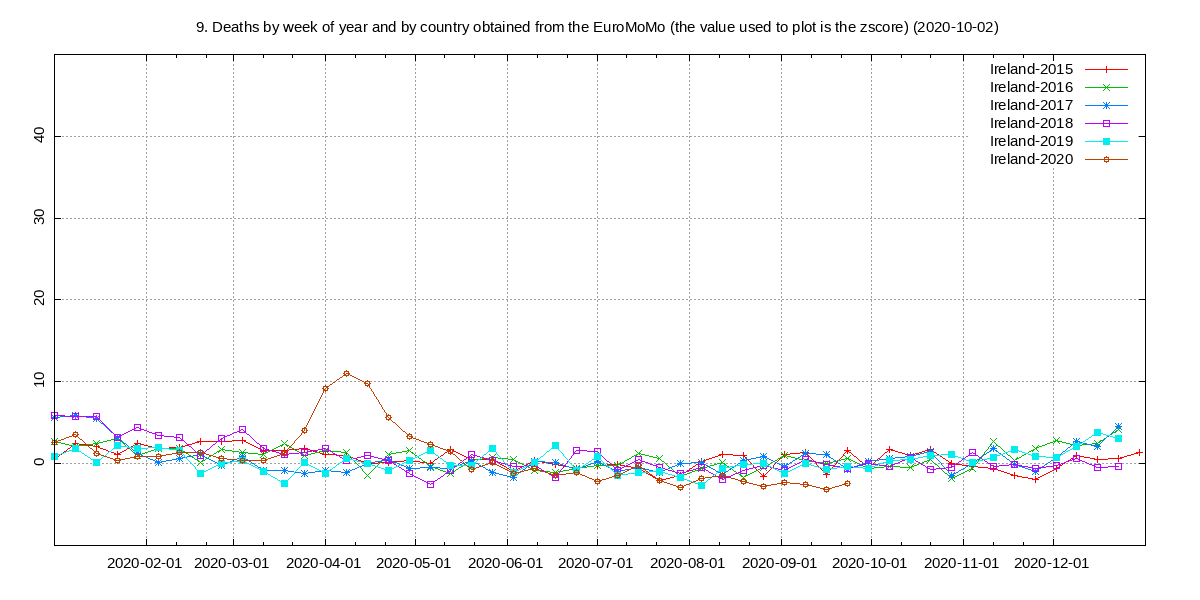 9. Deaths by week of year and by country obtained from the EuroMoMo (the value used to plot is the zscore) (2020-10-02)
Ireland-2015
Ireland-2016
Ireland-2017
Ireland-2018
Ireland-2019
Ireland-2020
40
30
20
10
0
2020-02-01 2020-03-01 2020-04-01 2020-05-01 2020-06-01 2020-07-01 2020-08-01 2020-09-01 2020-10-01 2020-11-01 2020-12-01